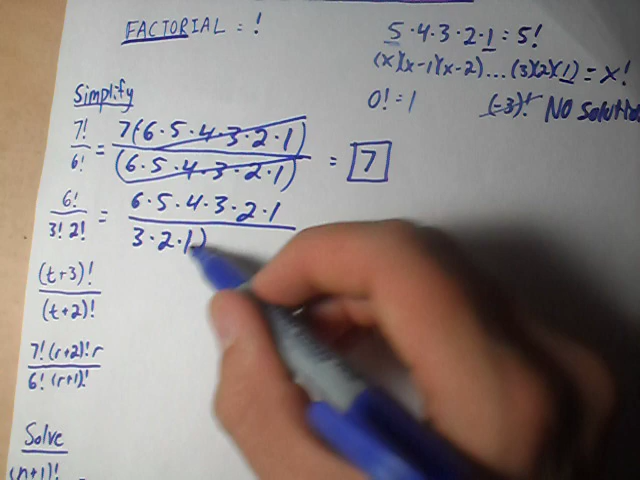 FACTORIAL = !
5·4·3·2·1 = 5!
(x)(x-1)(x-2)...(3)(2)(1) = x!
0! = 1 (-3)! NO
Simplify
7!/6! = 7(6·5·4·3·2·1)/(6·5·4·3·2·1) = 7
6!/3!2! = 6·5·4·3·2·1/3·2·1)
(t+3)!/(t+2)!
7!(r+2)!r/6!(r+1)!
Solve
(n+1)!